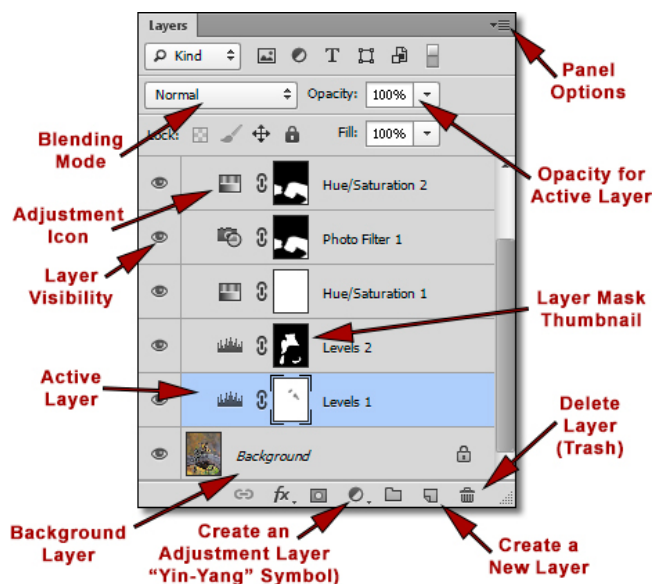 Layers
Kind
T
Panel
Options
Normal
Opacity: 100%
Blending
Mode
Lock:
Fill: 100%
Opacity for
Active Layer
Hue/Saturation 2
Adjustment
Icon
Photo Filter 1
Layer
Visibility
Hue/Saturation 1
Layer Mask
Thumbnail
Levels 2
Active
Layer
Levels 1
Delete
Layer
(Trash)
Background
fx
Background
Layer
Create an
Adjustment Layer
“Yin-Yang” Symbol)
Create a
New Layer